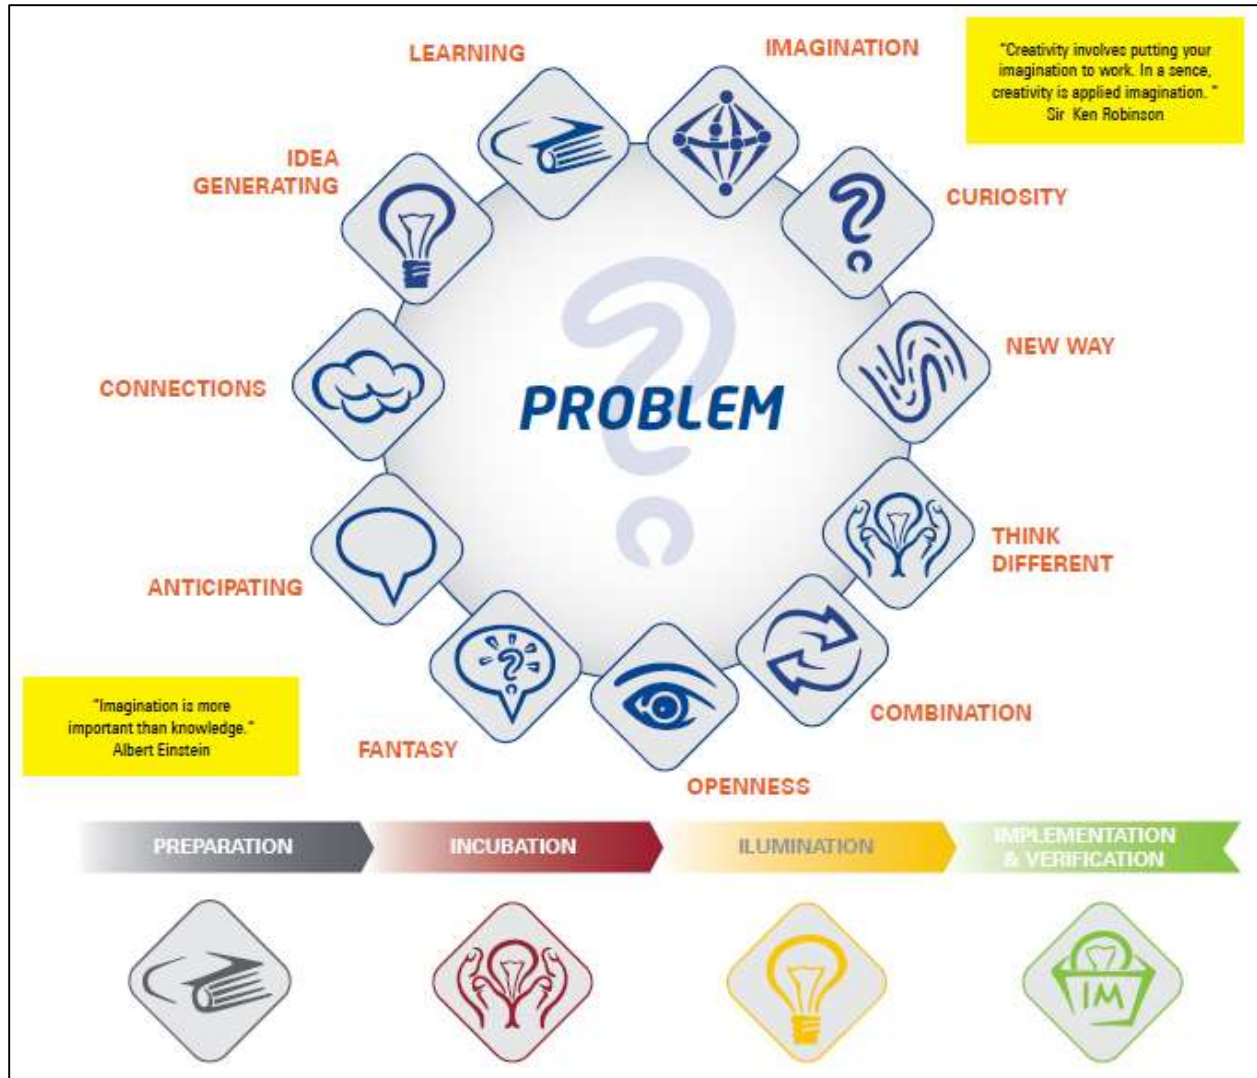 LEARNING
IMAGINATION
"Creativity involves putting your
imagination to work. In a sence,
creativity is applied imagination. "
Sir Ken Robinson
IDEA
GENERATING
CURIOSITY
NEW WAY
CONNECTIONS
PROBLEM
THINK
DIFFERENT
ANTICIPATING
COMBINATION
"Imagination is more
important than knowledge."
Albert Einstein
FANTASY
OPENNESS
PREPARATION
INCUBATION
ILUMINATION
IMPLEMENTATION
& VERIFICATION
IM